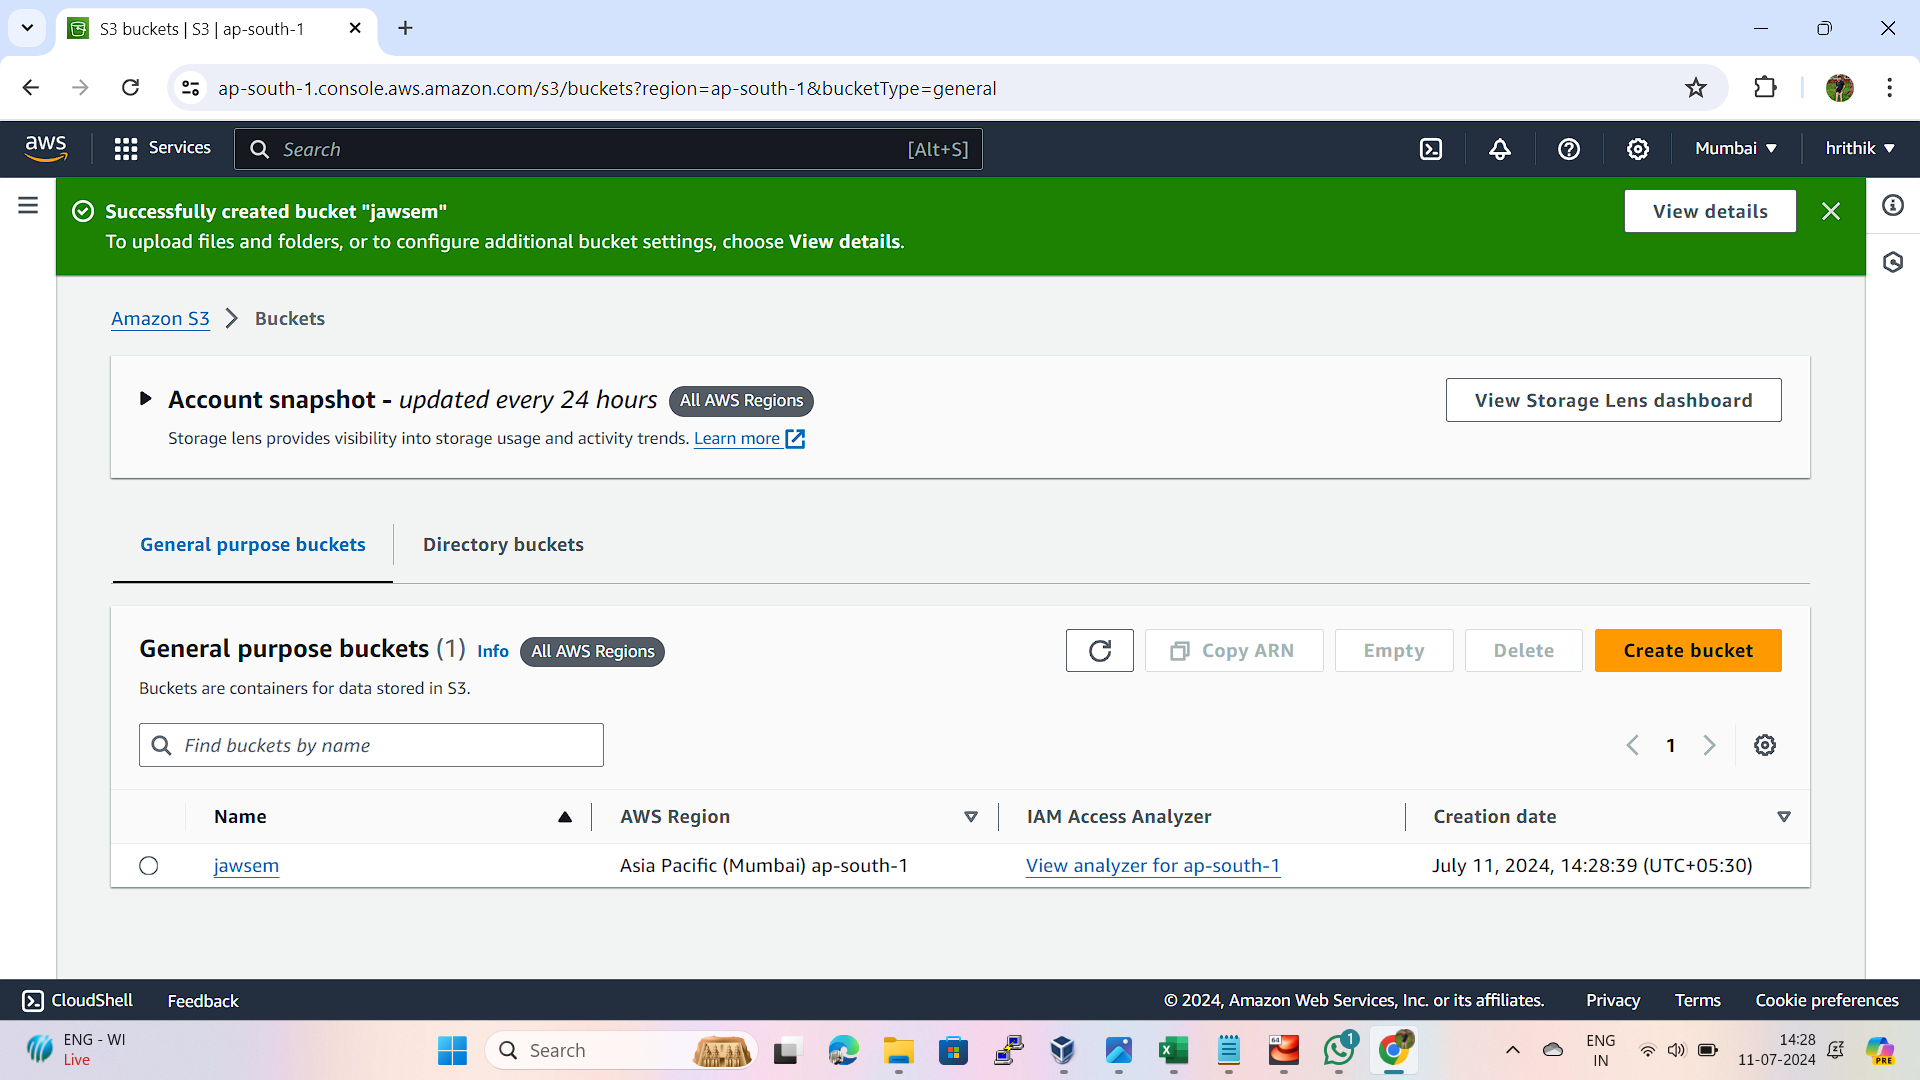 S3 buckets | S3 | ap-south-1
ap-south-1.console.aws.amazon.com/s3/buckets?region=ap-south-1&bucketType=general
aws
Services
Search
[Alt+S]
Mumbai
hrithik
Successfully created bucket "jawsem"
To upload files and folders, or to configure additional bucket settings, choose View details.
View details
Amazon S3
Buckets
Account snapshot - updated every 24 hours
All AWS Regions
Storage lens provides visibility into storage usage and activity trends. Learn more
View Storage Lens dashboard
General purpose buckets
Directory buckets
General purpose buckets (1)
Info
All AWS Regions
Buckets are containers for data stored in S3.
Copy ARN
Empty
Delete
Create bucket
Find buckets by name
1
Name
AWS Region
IAM Access Analyzer
Creation date
jawsem
Asia Pacific (Mumbai) ap-south-1
View analyzer for ap-south-1
July 11, 2024, 14:28:39 (UTC+05:30)
CloudShell
Feedback
© 2024, Amazon Web Services, Inc. or its affiliates.
Privacy
Terms
Cookie preferences
ENG - WI
Live
Search
64
1
ENG
IN
14:28
11-07-2024
PRE